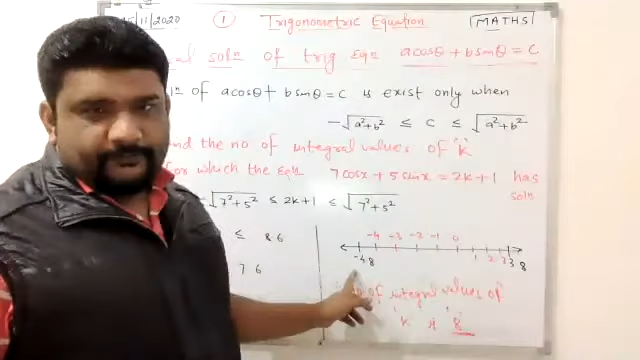 5/11/2020 1 Trigonometric Equation MATHS
al solⁿ of trig eqⁿ acosθ + bsinθ = c
of acosθ + bsinθ = c is exist only when
-√a²+b² ≤ c ≤ √a²+b²
the no of integral values of 'k'
for which the eqⁿ 7cosx + 5sinx = 2k+1 has
solⁿ
-√7²+5² ≤ 2k+1 ≤ √7²+5²
≤ 8.6
-4 -3 -2 -1 0
1 2 3
-4.8 3.8
7.6
of integral values of
'k' is '8'